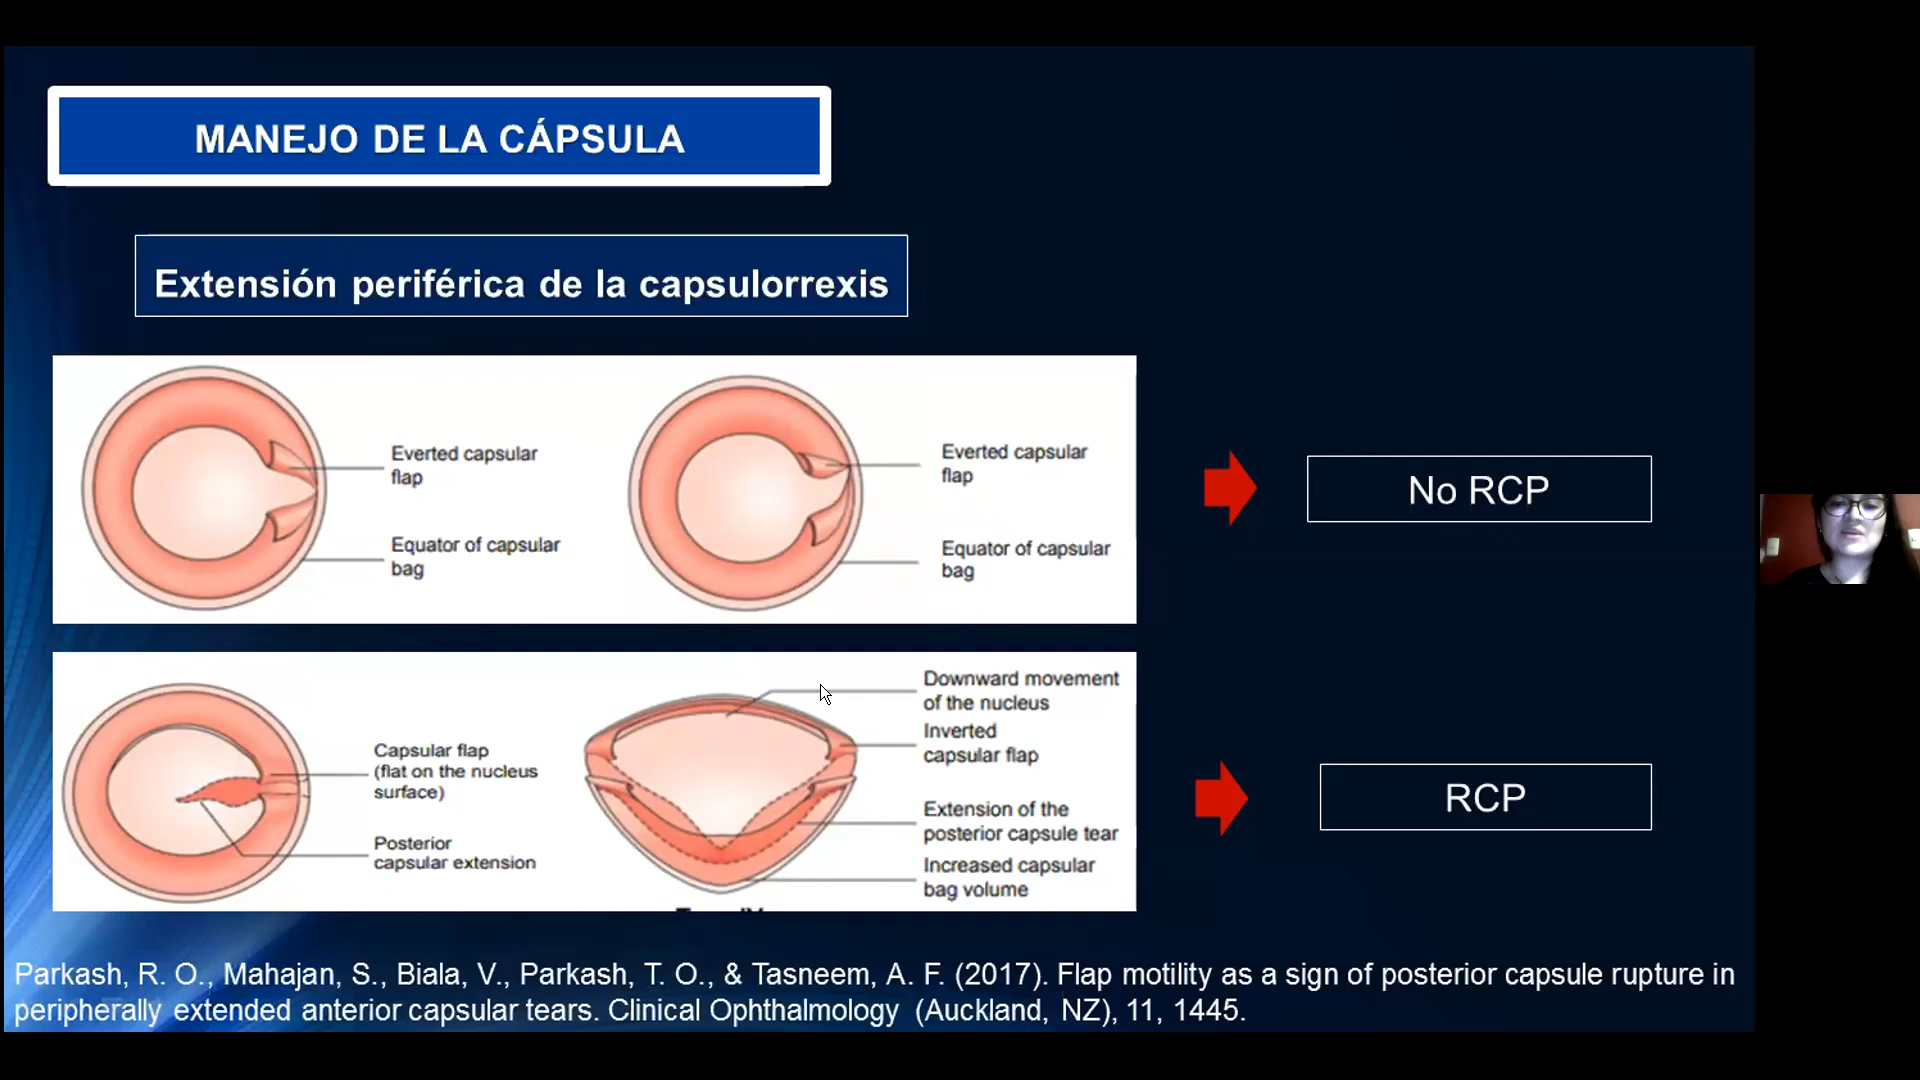 MANEJO DE LA CÁPSULA
Extensión periférica de la capsulorrexis
Everted capsular
flap
Equator of capsular
bag
Everted capsular
flap
Equator of capsular
bag
No RCP
Capsular flap
(flat on the nucleus
surface)
Posterior
capsular extension
Downward movement
of the nucleus
Inverted
capsular flap
Extension of the
posterior capsule tear
Increased capsular
bag volume
RCP
Parkash, R. O., Mahajan, S., Biala, V., Parkash, T. O., & Tasneem, A. F. (2017). Flap motility as a sign of posterior capsule rupture in
peripherally extended anterior capsular tears. Clinical Ophthalmology (Auckland, NZ), 11, 1445.